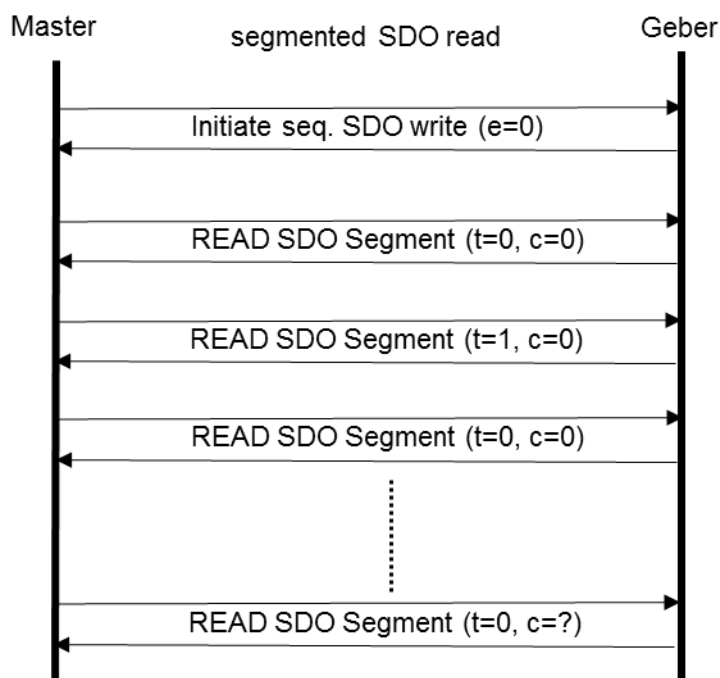 Master
segmented SDO read
Geber
Initiate seq. SDO write (e=0)
READ SDO Segment (t=0, c=0)
READ SDO Segment (t=1, c=0)
READ SDO Segment (t=0, c=0)
READ SDO Segment (t=0, c=?)